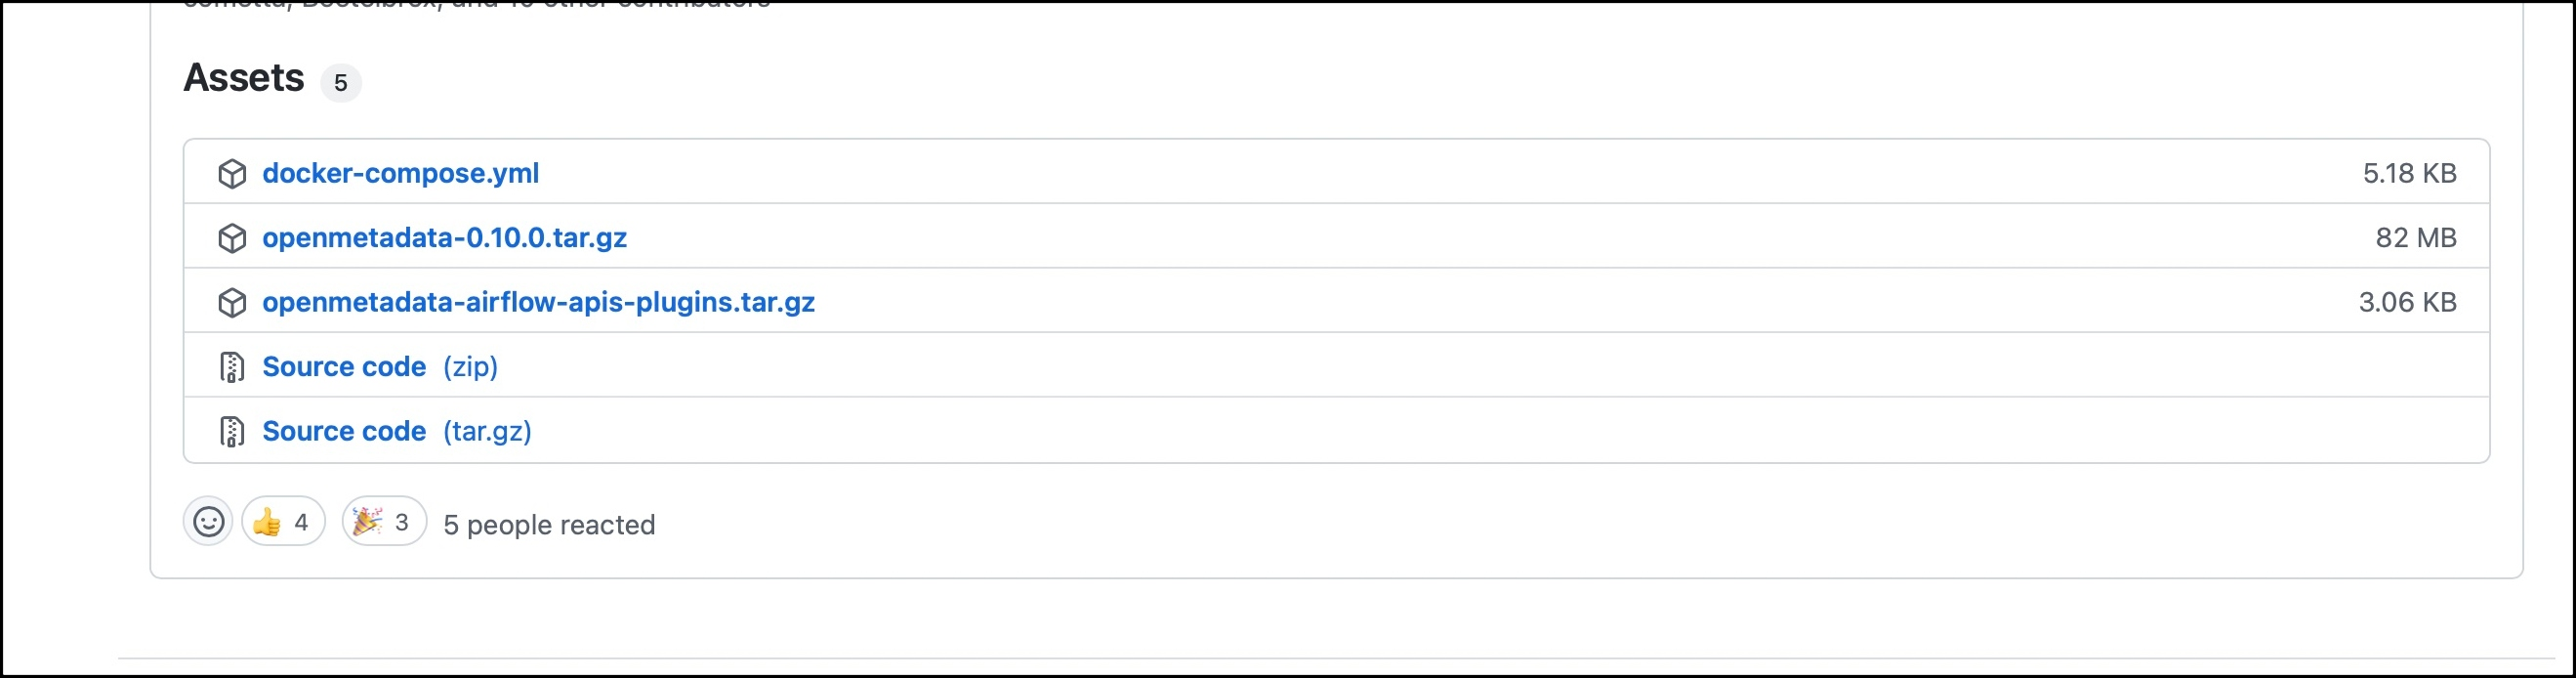 and 10 other contributors
Assets 5
docker-compose.yml 5.18 KB
openmetadata-0.10.0.tar.gz 82 MB
openmetadata-airflow-apis-plugins.tar.gz 3.06 KB
Source code (zip)
Source code (tar.gz)
👍 4 🎉 3 5 people reacted